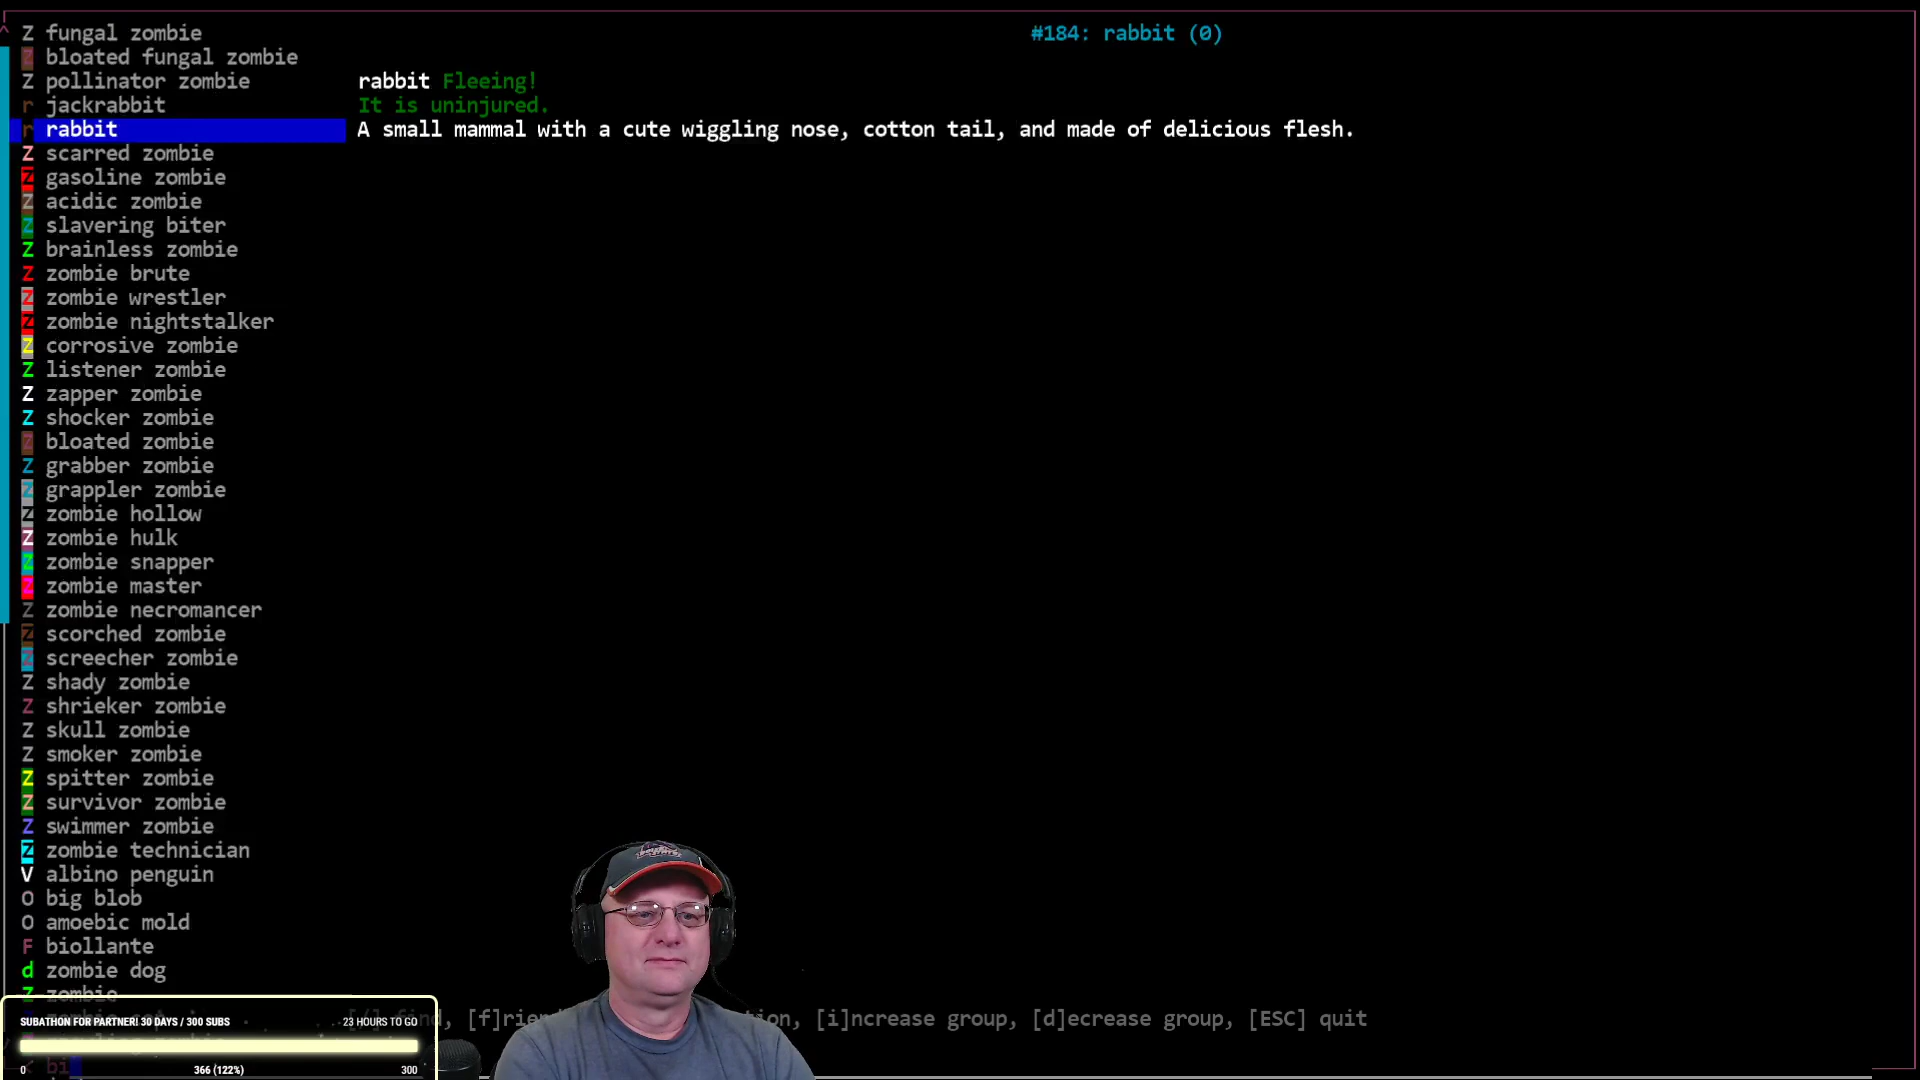 #184: rabbit (0)
Z fungal zombie
Z bloated fungal zombie
Z pollinator zombie
rabbit Fleeing!
r jackrabbit
It is uninjured.
r rabbit
A small mammal with a cute wiggling nose, cotton tail, and made of delicious flesh.
Z scarred zombie
Z gasoline zombie
Z acidic zombie
Z slavering biter
Z brainless zombie
Z zombie brute
Z zombie wrestler
Z zombie nightstalker
Z corrosive zombie
Z listener zombie
Z zapper zombie
Z shocker zombie
Z bloated zombie
Z grabber zombie
Z grappler zombie
Z zombie hollow
Z zombie hulk
Z zombie snapper
Z zombie master
Z zombie necromancer
Z scorched zombie
Z screecher zombie
Z shady zombie
Z shrieker zombie
Z skull zombie
Z smoker zombie
Z spitter zombie
Z survivor zombie
Z swimmer zombie
Z zombie technician
V albino penguin
O big blob
O amoebic mold
F biollante
d zombie dog
Z zombie
[i]ncrease group, [d]ecrease group, [ESC] quit
SUBATHON FOR PARTNER! 30 DAYS / 300 SUBS 23 HOURS TO GO
0 366 (122%) 300